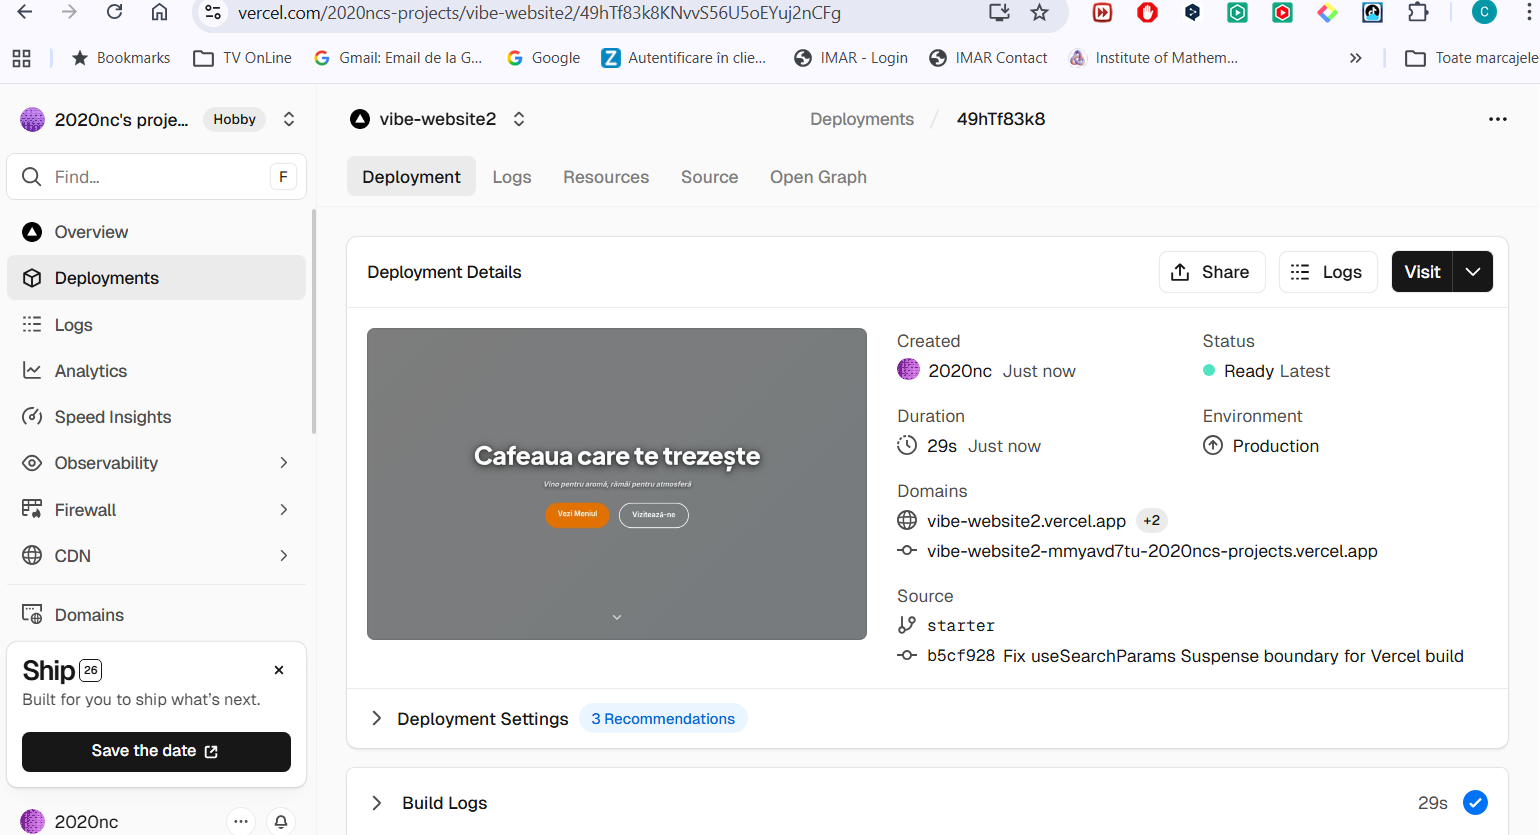 vercel.com/2020ncs-projects/vibe-website2/49hTf83k8KNvvS56U5oEYuj2nCFg
C
Bookmarks TV OnLine Gmail: Email de la G... Google Autentificare în clie... IMAR - Login IMAR Contact Institute of Mathem... Toate marcajele
2020nc's proje... Hobby
vibe-website2
Deployments / 49hTf83k8
Find... F
Deployment Logs Resources Source Open Graph
Overview
Deployments
Logs
Analytics
Speed Insights
Observability
Firewall
CDN
Domains
Ship 26
Built for you to ship what's next.
Save the date
2020nc
Deployment Details
Share Logs Visit
Cafeaua care te trezește
Vino pentru aromă, rămâi pentru atmosferă
Vezi Meniul Vizitează-ne
Created
2020nc Just now
Status
Ready Latest
Duration
29s Just now
Environment
Production
Domains
vibe-website2.vercel.app +2
vibe-website2-mmyavd7tu-2020ncs-projects.vercel.app
Source
starter
b5cf928 Fix useSearchParams Suspense boundary for Vercel build
Deployment Settings 3 Recommendations
Build Logs 29s